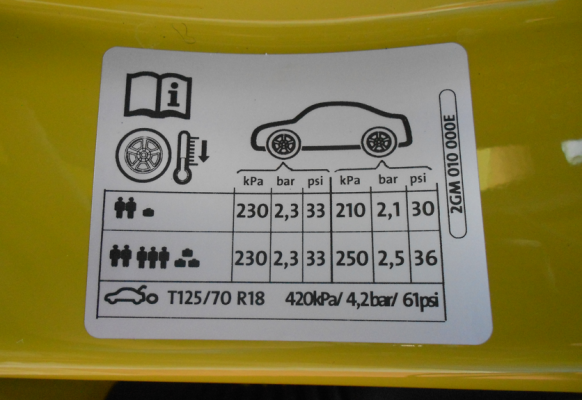 i
kPa bar psi kPa bar psi
230 2,3 33 210 2,1 30
230 2,3 33 250 2,5 36
T125/70 R18 420kPa/ 4,2bar/ 61psi
2GM 010 000E